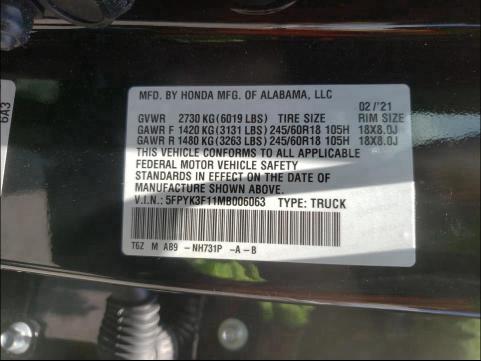 MFD. BY HONDA MFG. OF ALABAMA, LLC
02/'21
GVWR 2730 KG (6019 LBS) TIRE SIZE RIM SIZE
GAWR F 1420 KG (3131 LBS) 245/60R18 105H 18X8.0J
GAWR R 1480 KG (3263 LBS) 245/60R18 105H 18X8.0J
THIS VEHICLE CONFORMS TO ALL APPLICABLE
FEDERAL MOTOR VEHICLE SAFETY
STANDARDS IN EFFECT ON THE DATE OF
MANUFACTURE SHOWN ABOVE.
V.I.N.: 5FPYK3F11MB006063 TYPE: TRUCK
T6Z M AB9 -NH731P -A-B
6A3